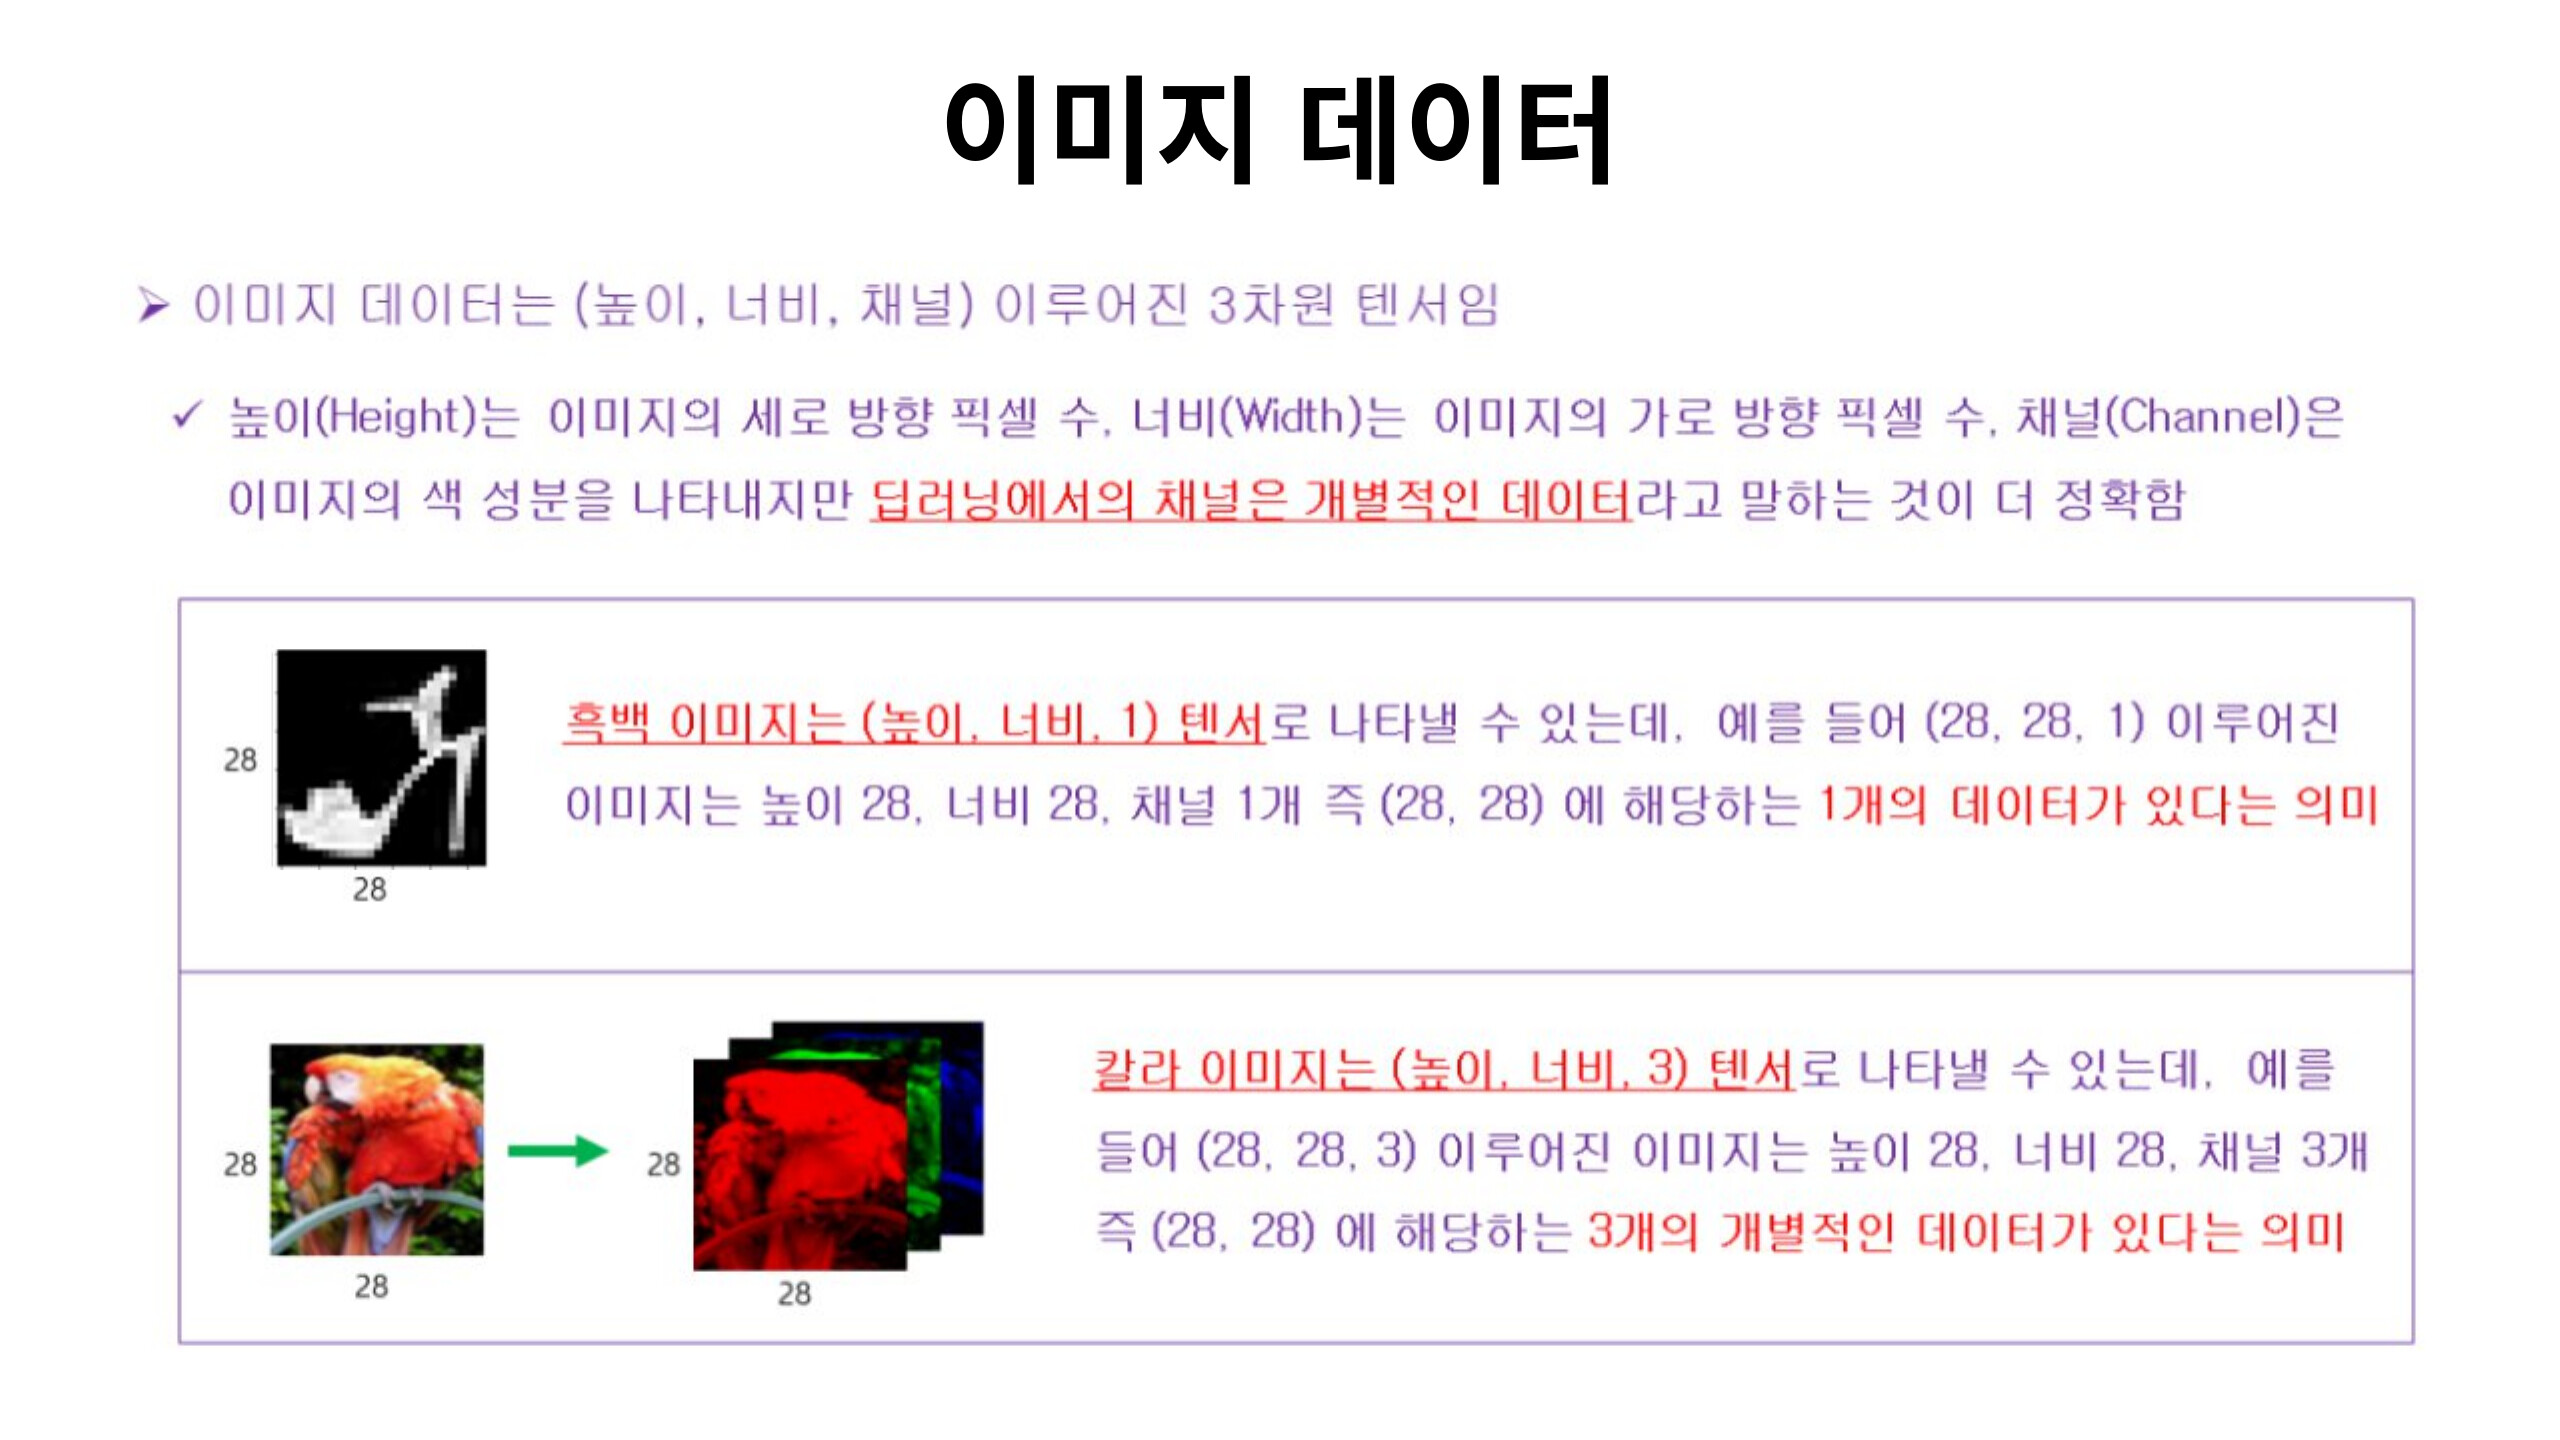 이미지 데이터
➢ 이미지 데이터는 (높이, 너비, 채널) 이루어진 3차원 텐서임
✓ 높이(Height)는 이미지의 세로 방향 픽셀 수, 너비(Width)는 이미지의 가로 방향 픽셀 수, 채널(Channel)은
이미지의 색 성분을 나타내지만 딥러닝에서의 채널은 개별적인 데이터라고 말하는 것이 더 정확함
28
28
흑백 이미지는 (높이, 너비, 1) 텐서로 나타낼 수 있는데, 예를 들어 (28, 28, 1) 이루어진
이미지는 높이 28, 너비 28, 채널 1개 즉 (28, 28) 에 해당하는 1개의 데이터가 있다는 의미
28
28
28
28
칼라 이미지는 (높이, 너비, 3) 텐서로 나타낼 수 있는데, 예를
들어 (28, 28, 3) 이루어진 이미지는 높이 28, 너비 28, 채널 3개
즉 (28, 28) 에 해당하는 3개의 개별적인 데이터가 있다는 의미